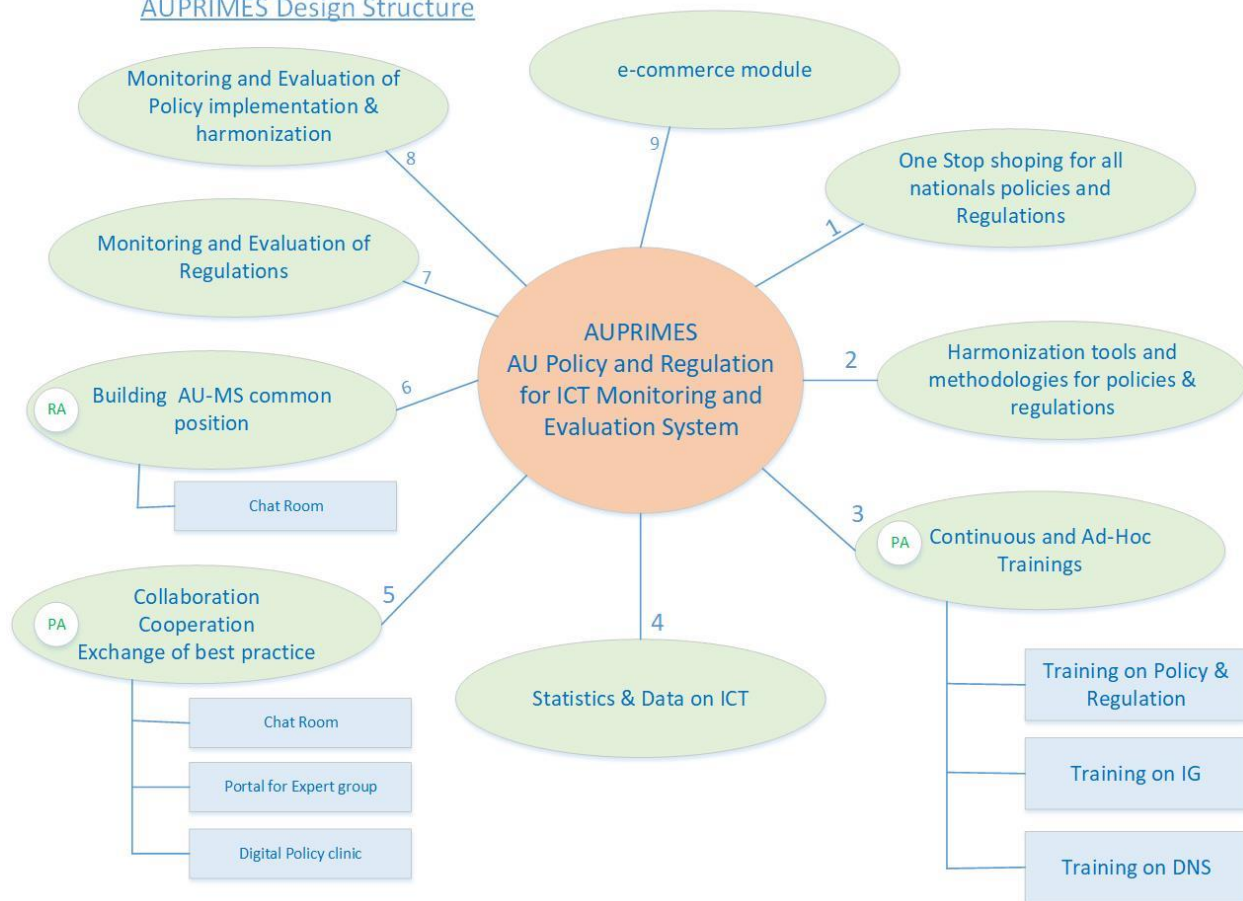 AUPRIMES Design Structure
e-commerce module
9
Monitoring and Evaluation of
Policy implementation &
harmonization
8
One Stop shoping for all
nationals policies and
Regulations
1
Monitoring and Evaluation of
Regulations
7
AUPRIMES
AU Policy and Regulation
for ICT Monitoring and
Evaluation System
2
Harmonization tools and
methodologies for policies &
regulations
RA
Building AU-MS common
position
6
Chat Room
3
PA
Continuous and Ad-Hoc
Trainings
Training on Policy &
Regulation
Training on IG
Training on DNS
4
Statistics & Data on ICT
5
PA
Collaboration
Cooperation
Exchange of best practice
Chat Room
Portal for Expert group
Digital Policy clinic